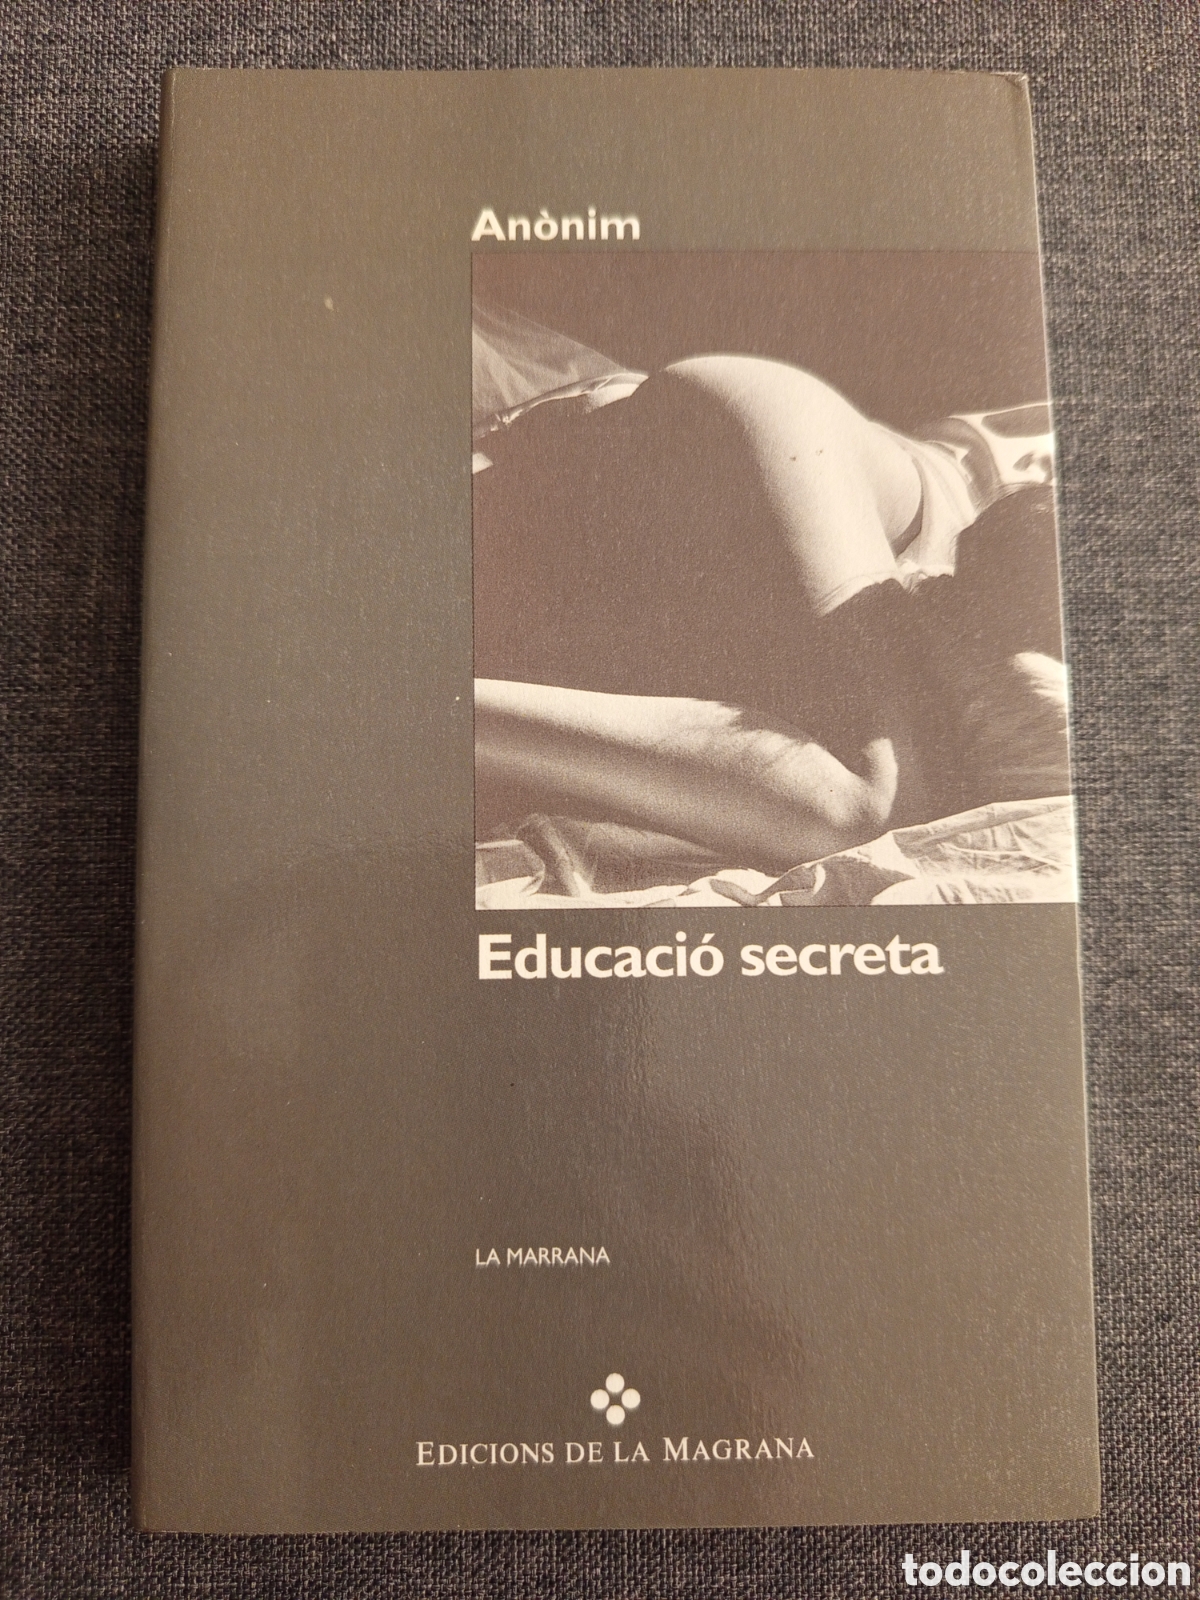 Anònim
Educació secreta
LA MARRANA
EDICIONS DE LA MAGRANA
todocoleccion